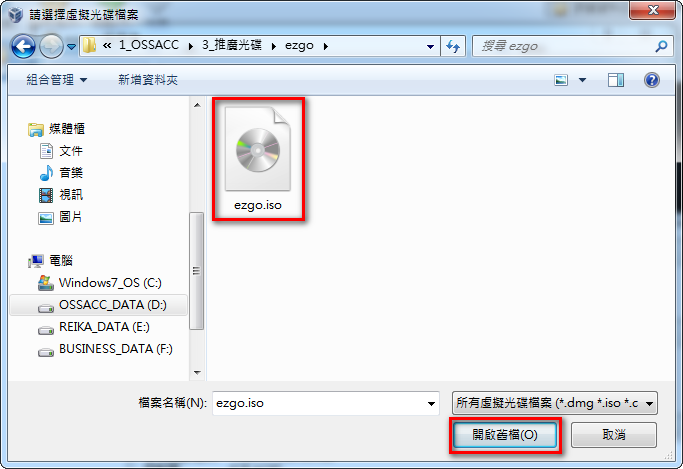 請選擇虛擬光碟檔案
« 1_OSSACC 3_推廣光碟 ezgo
搜尋 ezgo
組合管理 新增資料夾
媒體櫃
文件
音樂
視訊
圖片
電腦
Windows7_OS (C:)
OSSACC_DATA (D:)
REIKA_DATA (E:)
BUSINESS_DATA (F:)
ezgo.iso
檔案名稱(N): ezgo.iso
所有虛擬光碟檔案 (*.dmg *.iso *.c
開啟舊檔(O) 取消